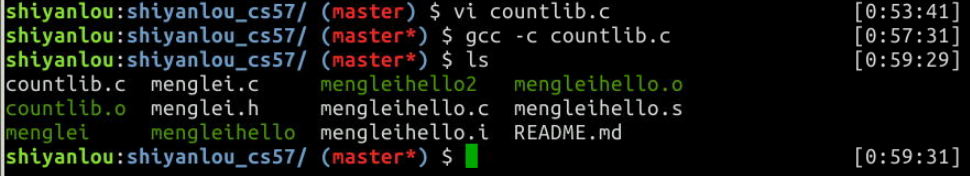 shiyanlou:shiyanlou_cs57/ (master) $ vi countlib.c [0:53:41]
shiyanlou:shiyanlou_cs57/ (master*) $ gcc -c countlib.c [0:57:31]
shiyanlou:shiyanlou_cs57/ (master*) $ ls [0:59:29]
countlib.c menglei.c mengleihello2 mengleihello.o
countlib.o menglei.h mengleihello.c mengleihello.s
menglei mengleihello mengleihello.i README.md
shiyanlou:shiyanlou_cs57/ (master*) $ [0:59:31]